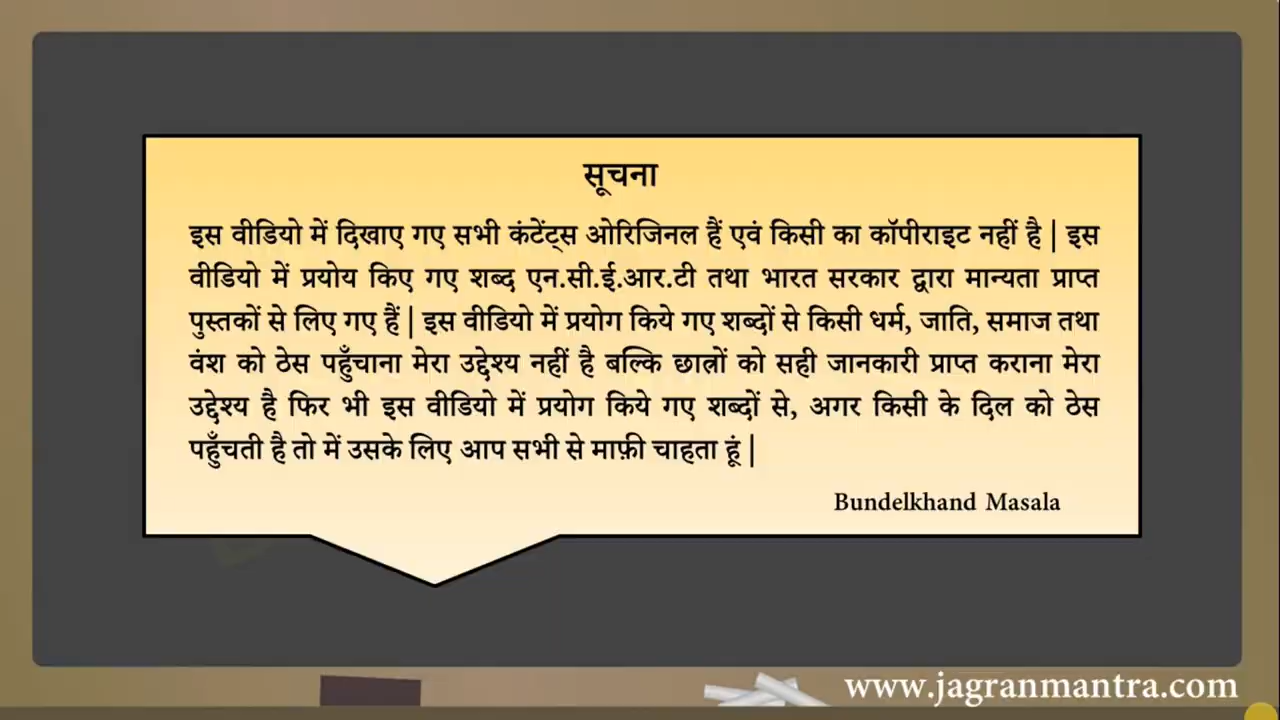 सूचना
इस वीडियो में दिखाए गए सभी कंटेंट्स ओरिजिनल हैं एवं किसी का कॉपीराइट नहीं है | इस
वीडियो में प्रयोय किए गए शब्द एन.सी.ई.आर.टी तथा भारत सरकार द्वारा मान्यता प्राप्त
पुस्तकों से लिए गए हैं | इस वीडियो में प्रयोग किये गए शब्दों से किसी धर्म, जाति, समाज तथा
वंश को ठेस पहुँचाना मेरा उद्देश्य नहीं है बल्कि छात्रों को सही जानकारी प्राप्त कराना मेरा
उद्देश्य है फिर भी इस वीडियो में प्रयोग किये गए शब्दों से, अगर किसी के दिल को ठेस
पहुँचती है तो में उसके लिए आप सभी से माफ़ी चाहता हूं |
Bundelkhand Masala
www.jagranmantra.com